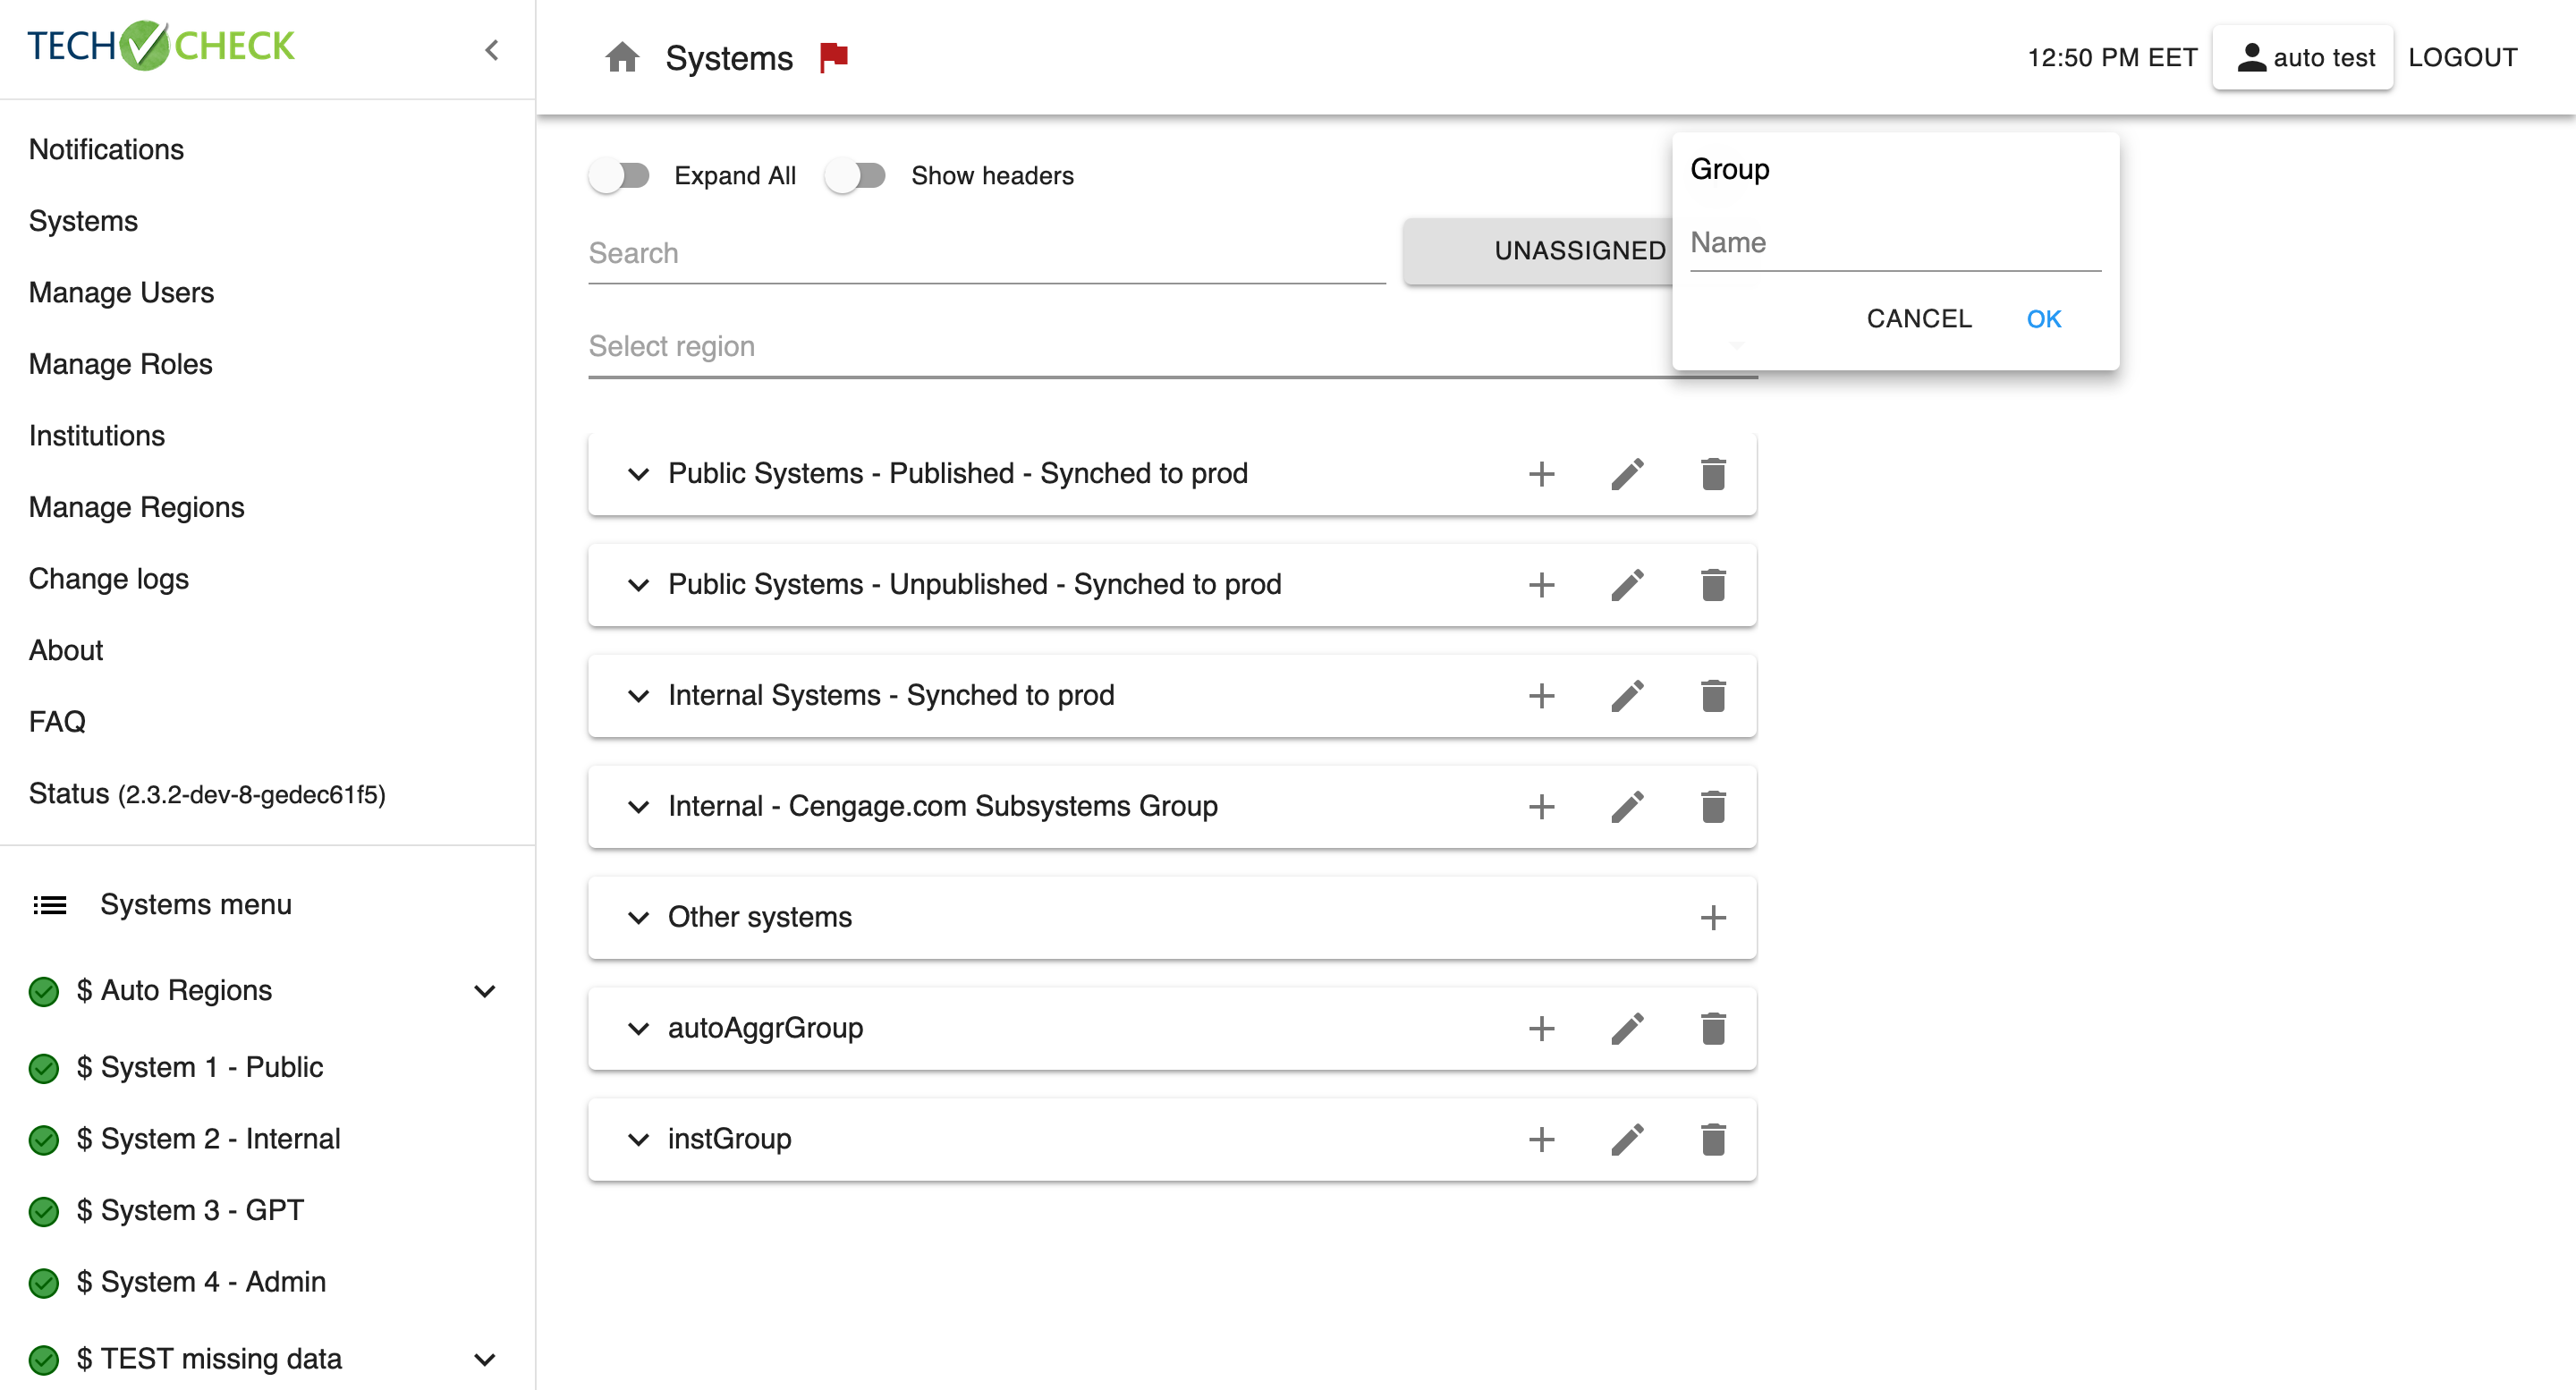 TECH CHECK
Notifications
Systems
Manage Users
Manage Roles
Institutions
Manage Regions
Change logs
About
FAQ
Status (2.3.2-dev-8-gedec61f5)
Systems menu
$ Auto Regions
$ System 1 - Public
$ System 2 - Internal
$ System 3 - GPT
$ System 4 - Admin
$ TEST missing data
Systems
12:50 PM EET
auto test
LOGOUT
Expand All
Show headers
Search
UNASSIGNED
Select region
Group
Name
CANCEL
OK
Public Systems - Published - Synched to prod
Public Systems - Unpublished - Synched to prod
Internal Systems - Synched to prod
Internal - Cengage.com Subsystems Group
Other systems
autoAggrGroup
instGroup